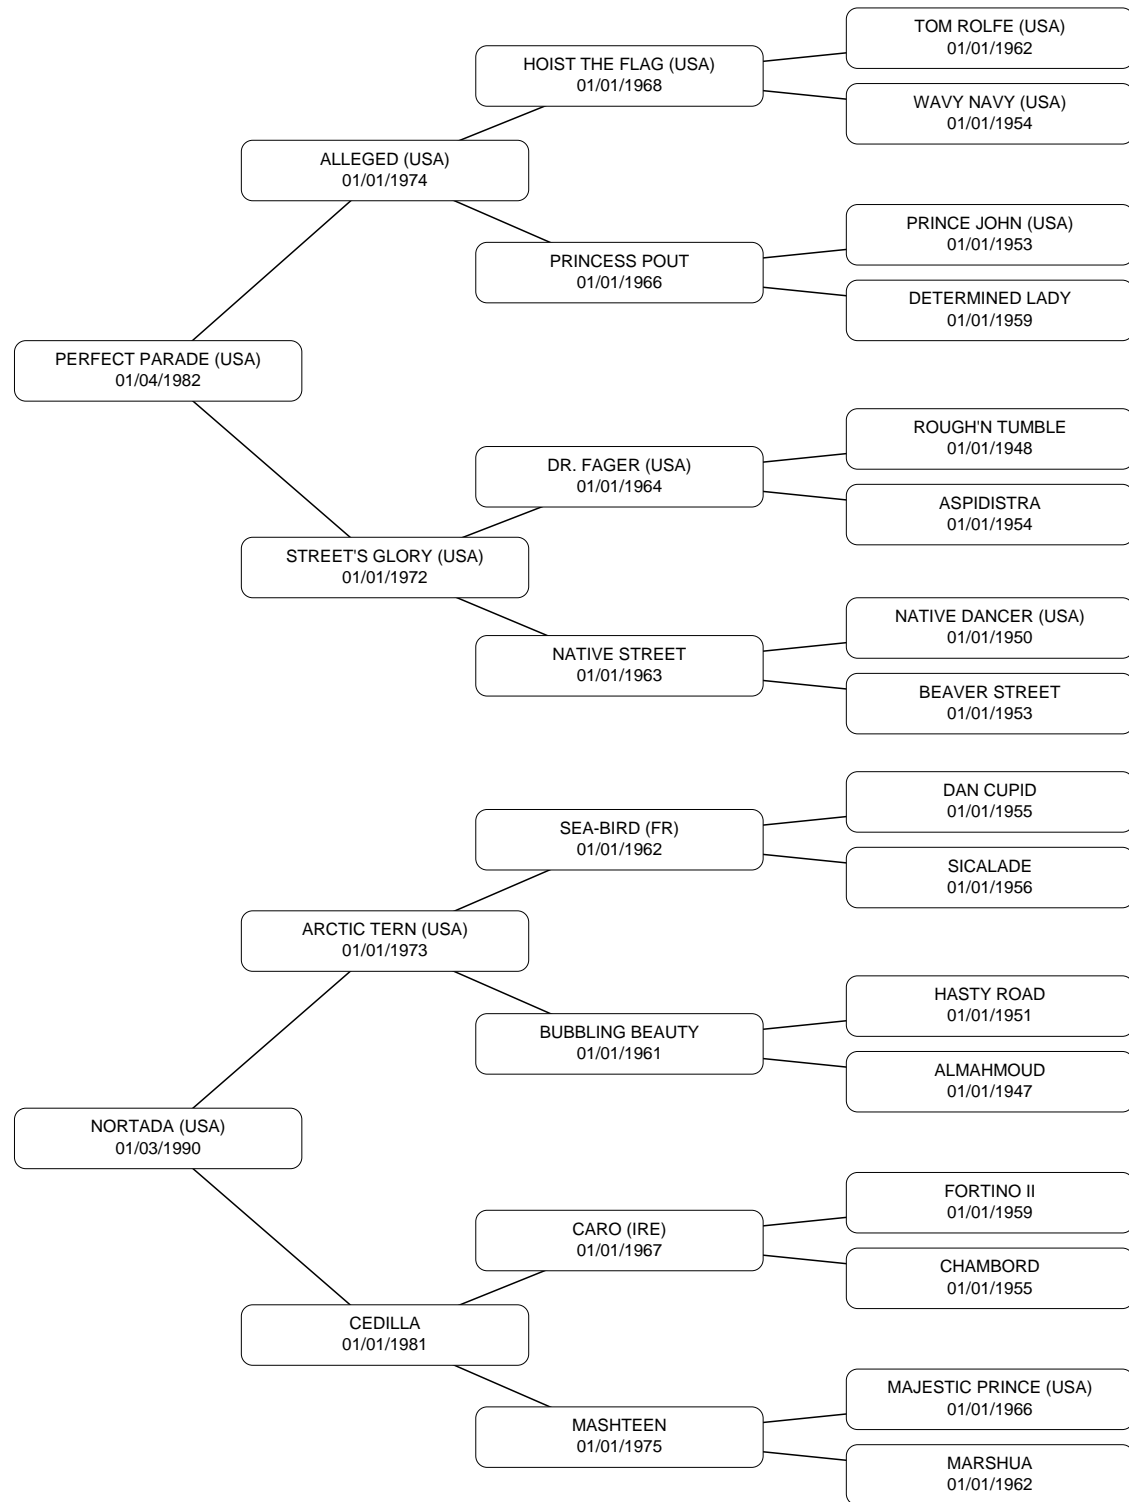 TOM ROLFE (USA)
01/01/1962
HOIST THE FLAG (USA)
01/01/1968
WAVY NAVY (USA)
01/01/1954
ALLEGED (USA)
01/01/1974
PRINCE JOHN (USA)
01/01/1953
PRINCESS POUT
01/01/1966
DETERMINED LADY
01/01/1959
PERFECT PARADE (USA)
01/04/1982
ROUGH'N TUMBLE
01/01/1948
DR. FAGER (USA)
01/01/1964
ASPIDISTRA
01/01/1954
STREET'S GLORY (USA)
01/01/1972
NATIVE DANCER (USA)
01/01/1950
NATIVE STREET
01/01/1963
BEAVER STREET
01/01/1953
DAN CUPID
01/01/1955
SEA-BIRD (FR)
01/01/1962
SICALADE
01/01/1956
ARCTIC TERN (USA)
01/01/1973
HASTY ROAD
01/01/1951
BUBBLING BEAUTY
01/01/1961
ALMAHMOUD
01/01/1947
NORTADA (USA)
01/03/1990
FORTINO II
01/01/1959
CARO (IRE)
01/01/1967
CHAMBORD
01/01/1955
CEDILLA
01/01/1981
MAJESTIC PRINCE (USA)
01/01/1966
MASHTEEN
01/01/1975
MARSHUA
01/01/1962